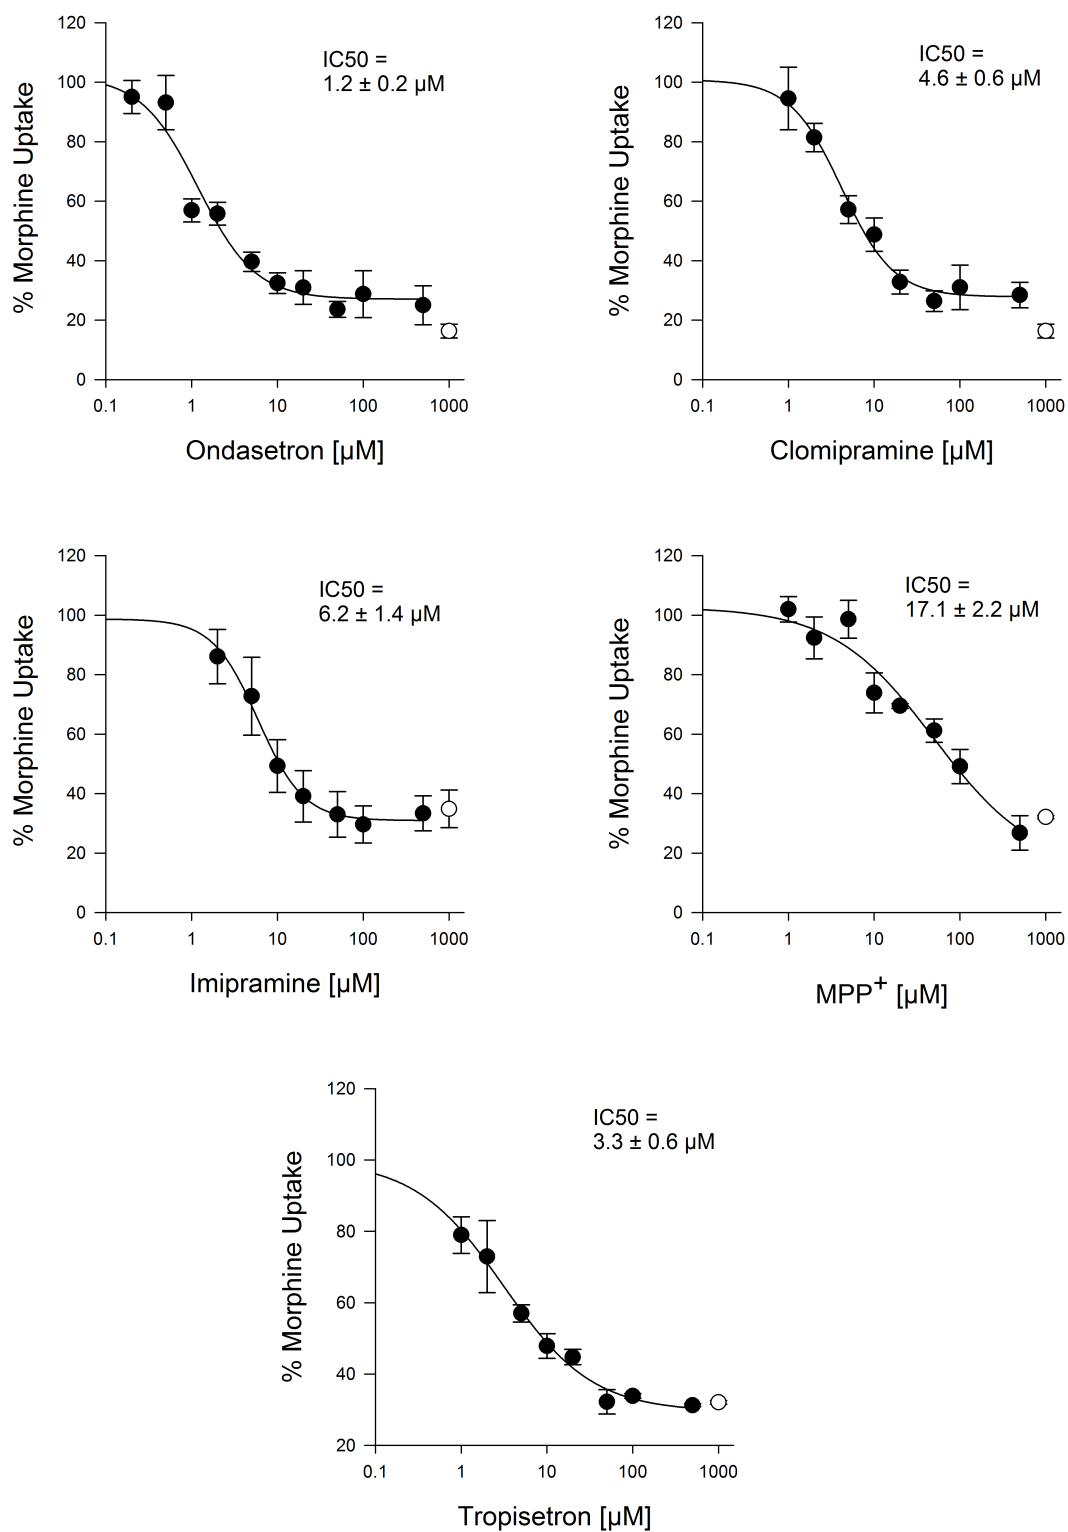 120
100
80
60
40
20
0
% Morphine Uptake
IC50 =
1.2 ± 0.2 µM
0.1 1 10 100 1000
Ondasetron [µM]
120
100
80
60
40
20
0
% Morphine Uptake
IC50 =
4.6 ± 0.6 µM
0.1 1 10 100 1000
Clomipramine [µM]
120
100
80
60
40
20
0
% Morphine Uptake
IC50 =
6.2 ± 1.4 µM
0.1 1 10 100 1000
Imipramine [µM]
120
100
80
60
40
20
0
% Morphine Uptake
IC50 =
17.1 ± 2.2 µM
0.1 1 10 100 1000
MPP+ [µM]
120
100
80
60
40
20
% Morphine Uptake
IC50 =
3.3 ± 0.6 µM
0.1 1 10 100 1000
Tropisetron [µM]